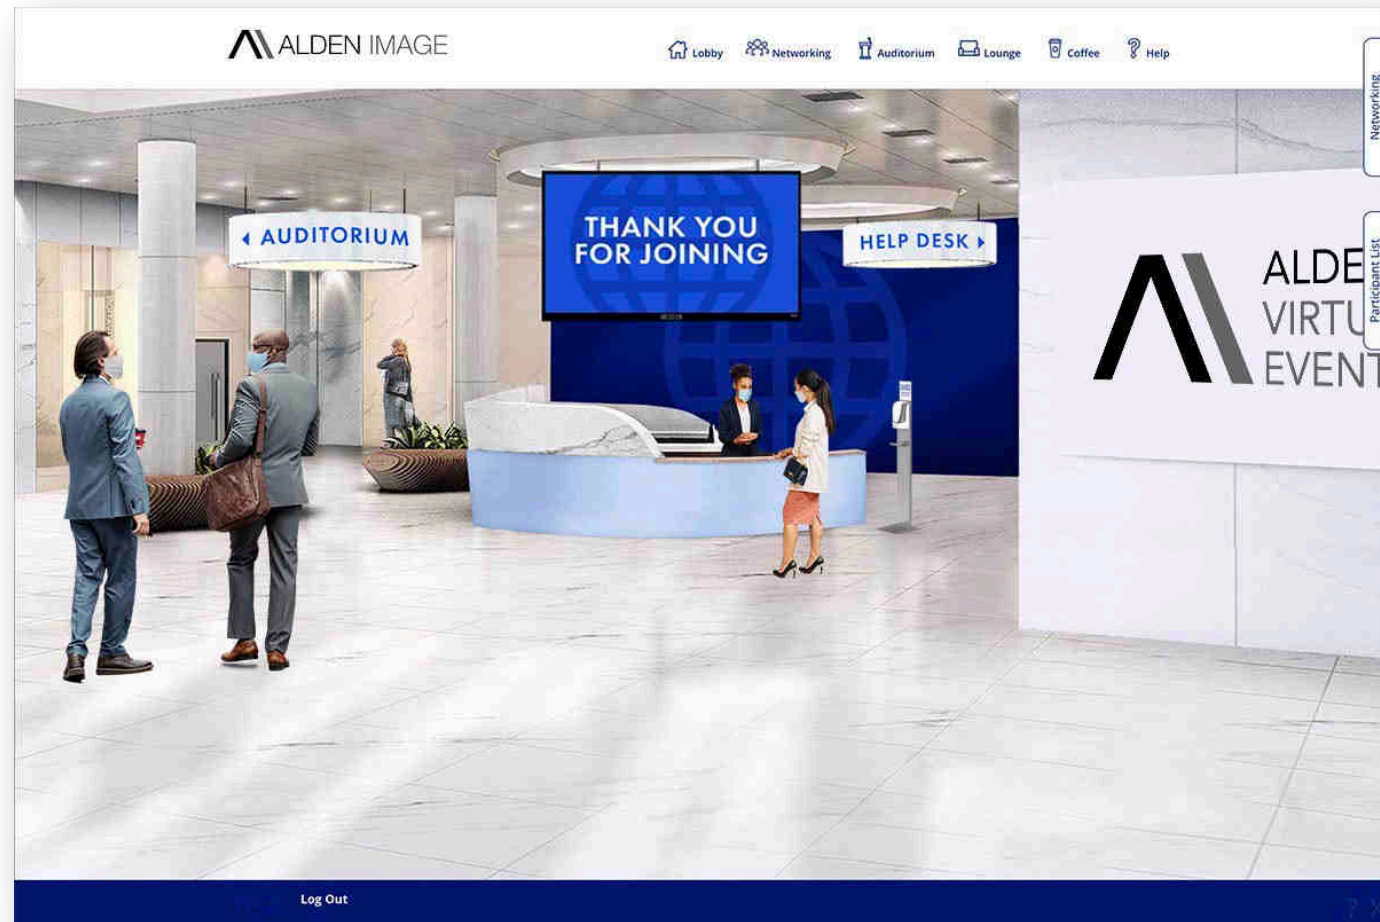 ALDEN IMAGE
Lobby
Networking
Auditorium
Lounge
Coffee
Help
Networking
Participant List
AUDITORIUM
THANK YOU
FOR JOINING
HELP DESK
ALDE
VIRTU
EVENT
Log Out